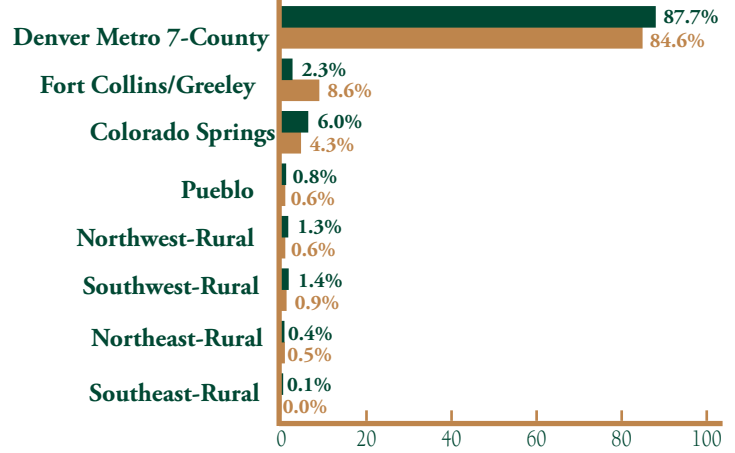 87.7%
Denver Metro 7-County
84.6%
2.3%
Fort Collins/Greeley
8.6%
6.0%
Colorado Springs
4.3%
0.8%
Pueblo
0.6%
1.3%
Northwest-Rural
0.6%
1.4%
Southwest-Rural
0.9%
0.4%
Northeast-Rural
0.5%
0.1%
Southeast-Rural
0.0%
0 20 40 60 80 100